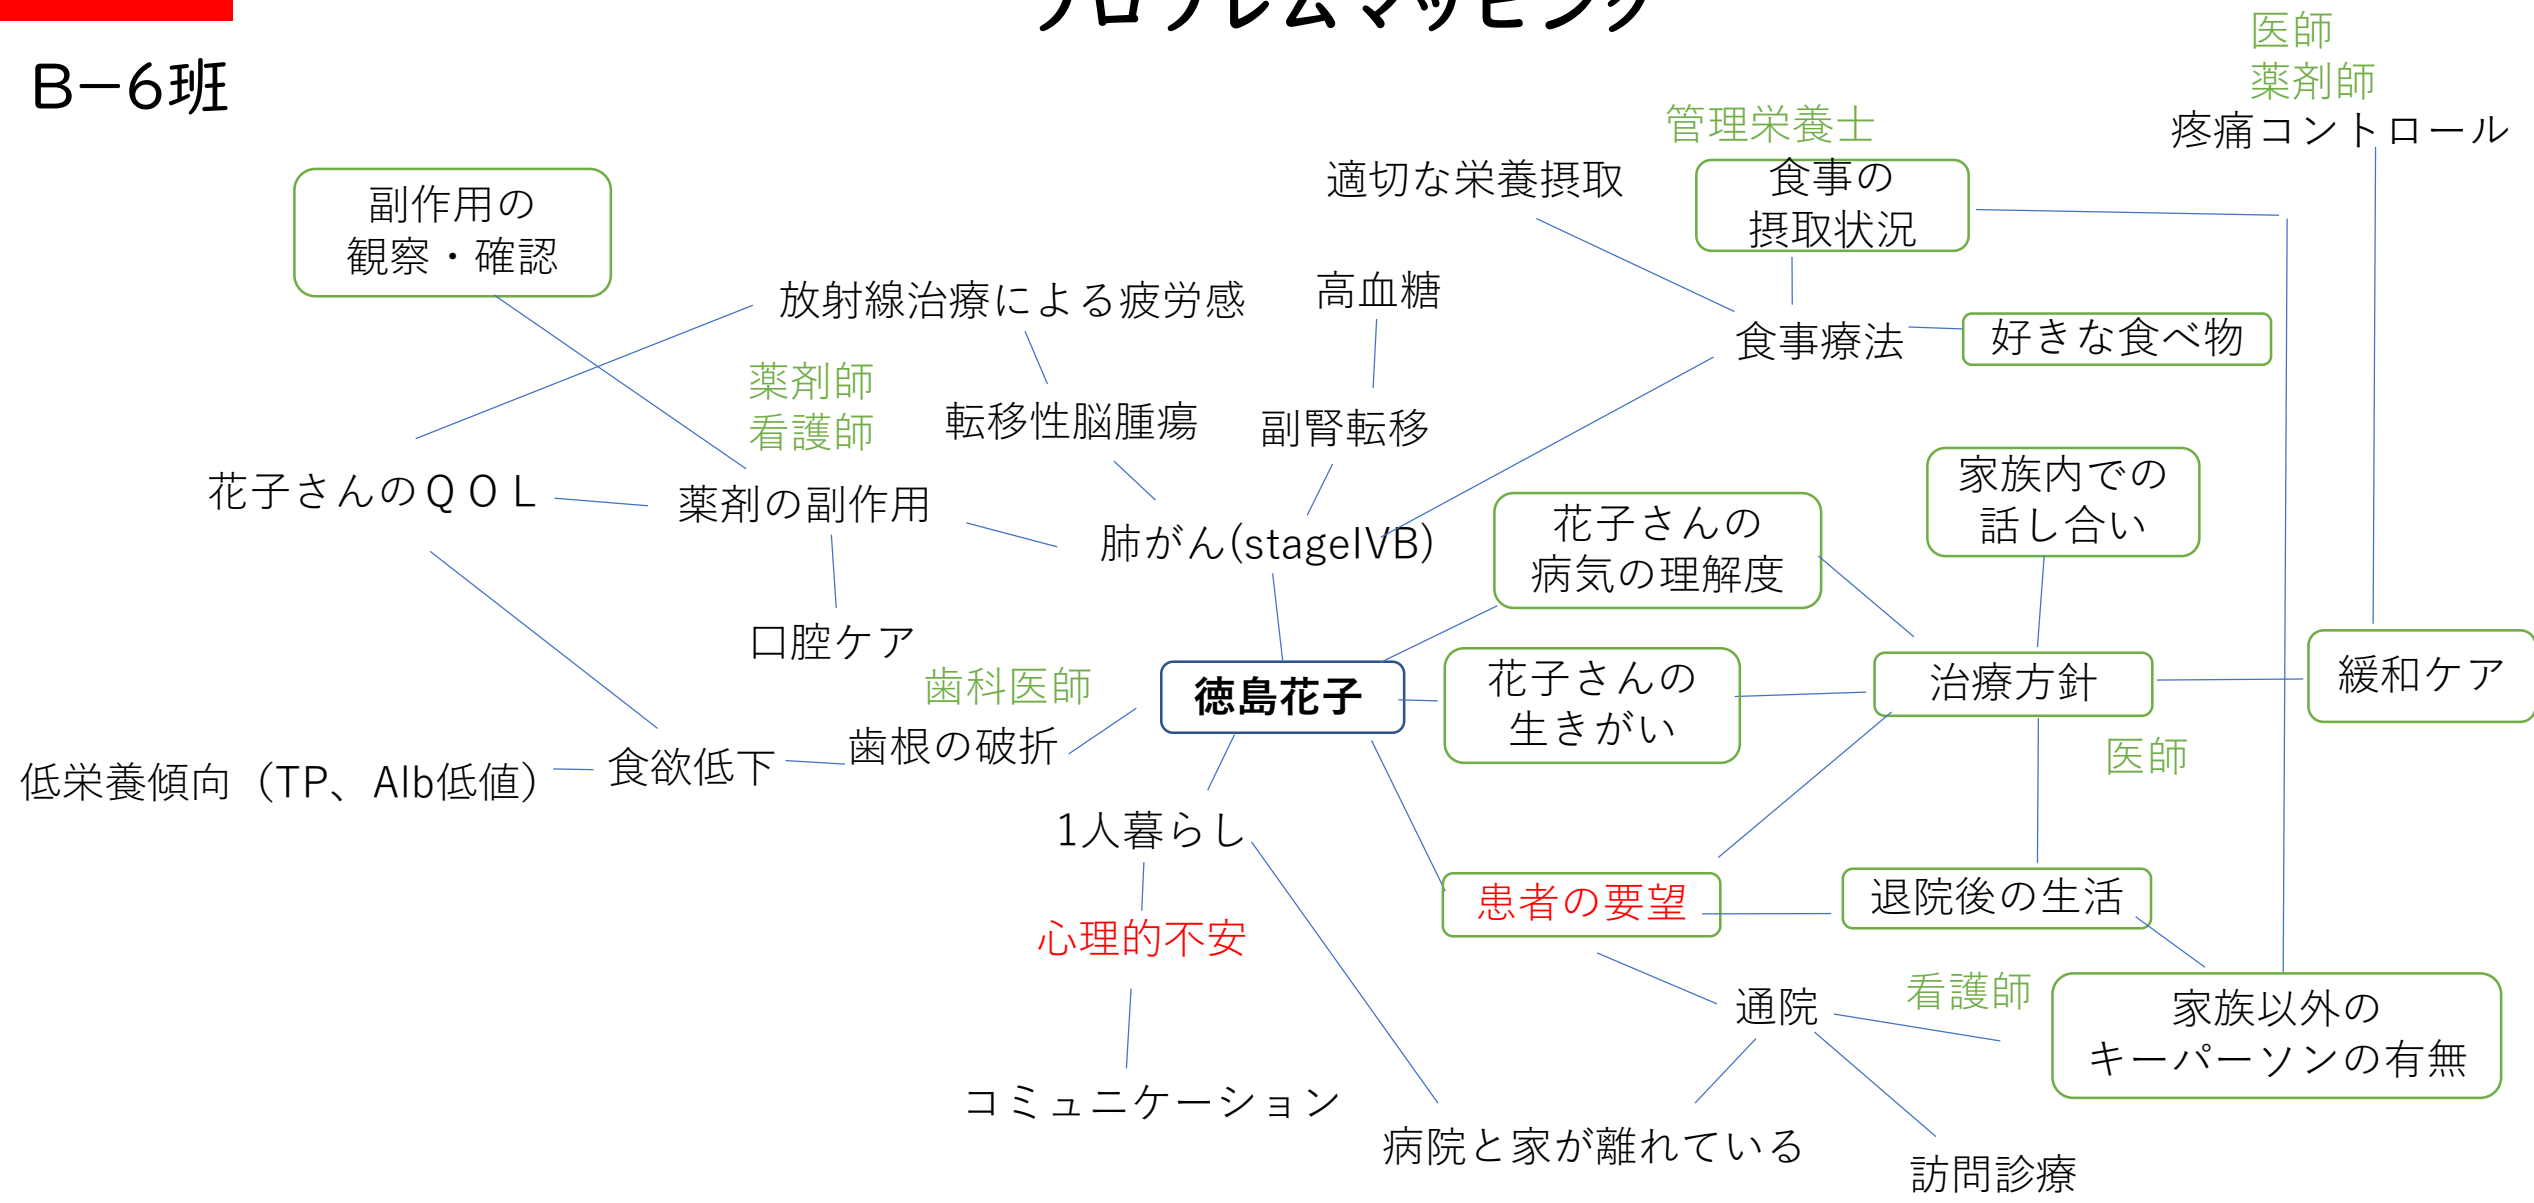 プロブレムマッピング
B－6班
医師
薬剤師
疼痛コントロール
管理栄養士
適切な栄養摂取
食事の
摂取状況
副作用の
観察・確認
放射線治療による疲労感
高血糖
食事療法
好きな食べ物
薬剤師
看護師
転移性脳腫瘍
副腎転移
花子さんのＱＯＬ
薬剤の副作用
肺がん(stageIVB)
花子さんの
病気の理解度
家族内での
話し合い
口腔ケア
歯科医師
徳島花子
花子さんの
生きがい
治療方針
緩和ケア
医師
低栄養傾向（TP、Alb低値）
食欲低下
歯根の破折
1人暮らし
心理的不安
患者の要望
退院後の生活
コミュニケーション
通院
看護師
家族以外の
キーパーソンの有無
病院と家が離れている
訪問診療